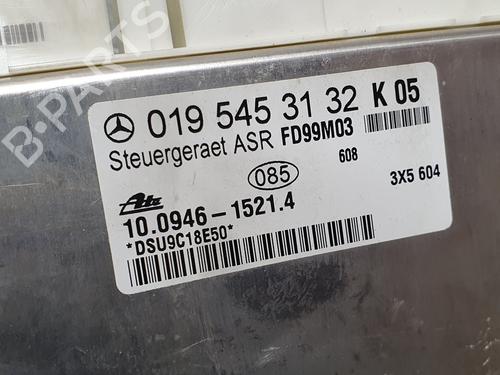 B-PARTS
019 545 31 32 K 05
Steuergeraet ASR FD99M03
608
085
3X5 604
Ate
10.0946-1521.4
*DSU9C18E50*